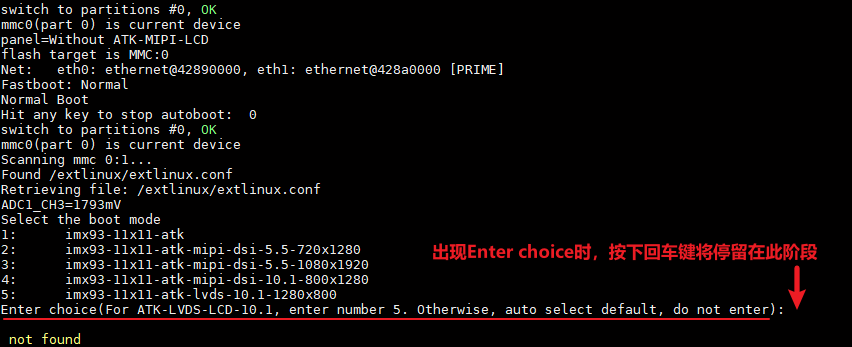 switch to partitions #0, OK
mmc0(part 0) is current device
panel=Without ATK-MIPI-LCD
flash target is MMC:0
Net:   eth0: ethernet@42890000, eth1: ethernet@428a0000 [PRIME]
Fastboot: Normal
Normal Boot
Hit any key to stop autoboot:  0
switch to partitions #0, OK
mmc0(part 0) is current device
Scanning mmc 0:1...
Found /extlinux/extlinux.conf
Retrieving file: /extlinux/extlinux.conf
ADC1_CH3=1793mV
Select the boot mode
1:      imx93-11x11-atk
2:      imx93-11x11-atk-mipi-dsi-5.5-720x1280
3:      imx93-11x11-atk-mipi-dsi-5.5-1080x1920
4:      imx93-11x11-atk-mipi-dsi-10.1-800x1280
5:      imx93-11x11-atk-lvds-10.1-1280x800
出现Enter choice时，按下回车键将停留在此阶段
Enter choice(For ATK-LVDS-LCD-10.1, enter number 5. Otherwise, auto select default, do not enter):
not found